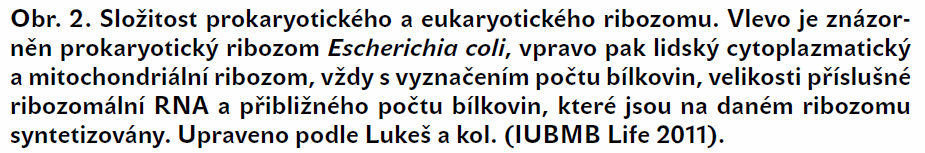 Obr. 2. Složitost prokaryotického a eukaryotického ribozomu. Vlevo je znázor-
něn prokaryotický ribozom Escherichia coli, vpravo pak lidský cytoplazmatický
a mitochondriální ribozom, vždy s vyznačením počtu bílkovin, velikosti příslušné
ribozomální RNA a přibližného počtu bílkovin, které jsou na daném ribozomu
syntetizovány. Upraveno podle Lukeš a kol. (IUBMB Life 2011).